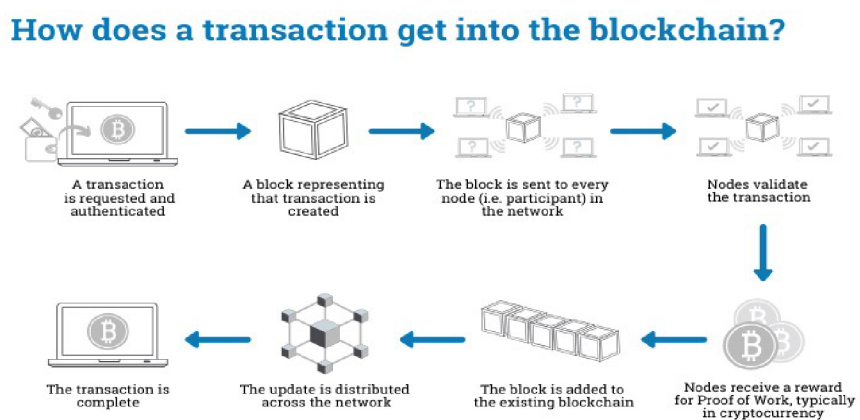 How does a transaction get into the blockchain?
A transaction
is requested and
authenticated
A block representing
that transaction is
created
The block is sent to every
node (i.e. participant) in
the network
Nodes validate
the transaction
Nodes receive a reward
for Proof of Work, typically
in cryptocurrency
The block is added to
the existing blockchain
The update is distributed
across the network
The transaction is
complete